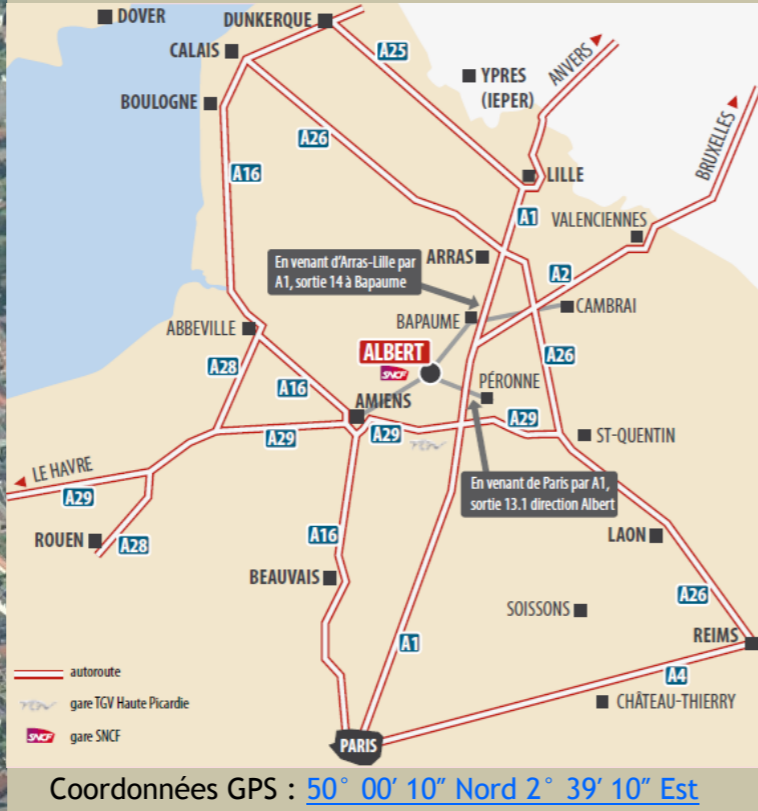 DOVER
DUNKERQUE
CALAIS
A25
YPRES
(IEPER)
ANVERS
BOULOGNE
A26
BRUXELLES
A16
LILLE
A1
VALENCIENNES
En venant d'Arras-Lille par
A1, sortie 14 à Bapaume
ARRAS
A2
BAPAUME
CAMBRAI
ABBEVILLE
ALBERT
SNCF
A26
A28
A16
PÉRONNE
AMIENS
A29
A29
A29
TGV
ST-QUENTIN
LE HAVRE
A29
En venant de Paris par A1,
sortie 13.1 direction Albert
ROUEN
A28
A16
LAON
BEAUVAIS
A26
SOISSONS
REIMS
A1
A4
autoroute
TGV
gare TGV Haute Picardie
CHÂTEAU-THIERRY
SNCF
gare SNCF
PARIS
Coordonnées GPS : 50° 00' 10" Nord 2° 39' 10" Est